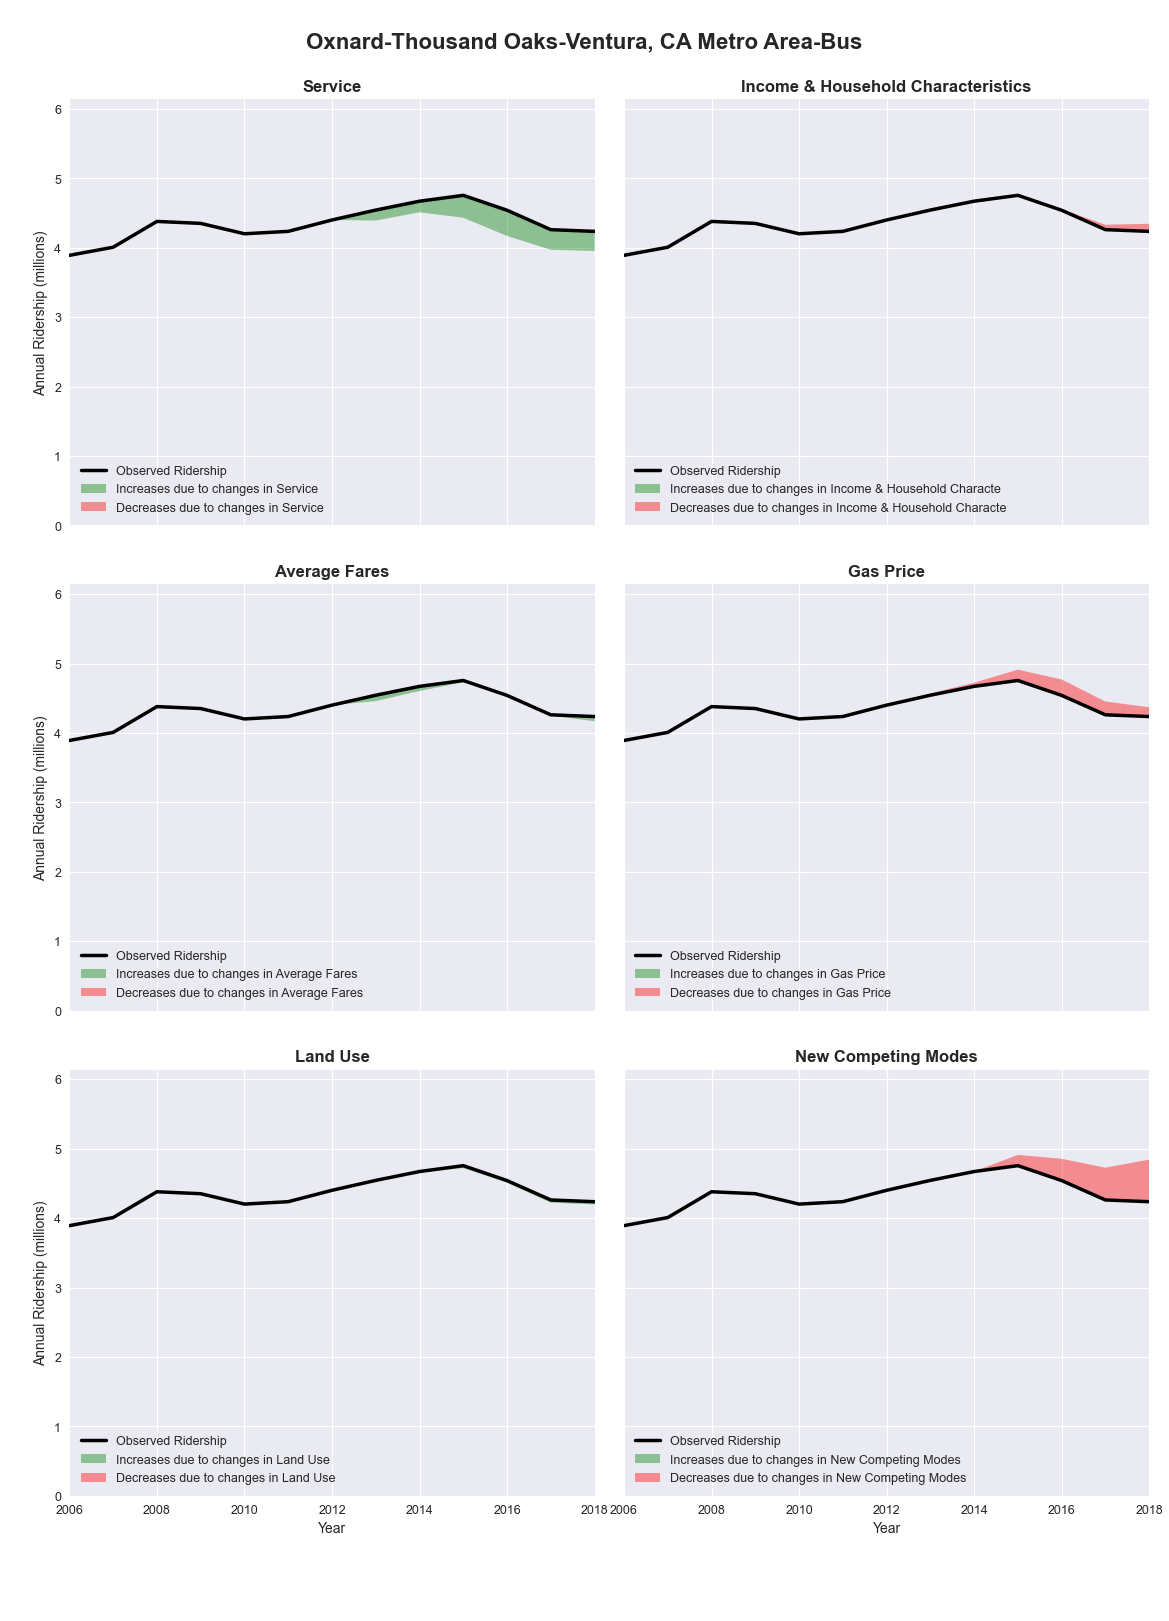 Oxnard-Thousand Oaks-Ventura, CA Metro Area-Bus
Service
Income & Household Characteristics
6
5
4
3
2
1
0
Annual Ridership (millions)
Observed Ridership
Increases due to changes in Service
Decreases due to changes in Service
Observed Ridership
Increases due to changes in Income & Household Characte
Decreases due to changes in Income & Household Characte
Average Fares
Gas Price
6
5
4
3
2
1
0
Annual Ridership (millions)
Observed Ridership
Increases due to changes in Average Fares
Decreases due to changes in Average Fares
Observed Ridership
Increases due to changes in Gas Price
Decreases due to changes in Gas Price
Land Use
New Competing Modes
6
5
4
3
2
1
0
Annual Ridership (millions)
Observed Ridership
Increases due to changes in Land Use
Decreases due to changes in Land Use
Observed Ridership
Increases due to changes in New Competing Modes
Decreases due to changes in New Competing Modes
2006 2008 2010 2012 2014 2016 2018
2006 2008 2010 2012 2014 2016 2018
Year
Year